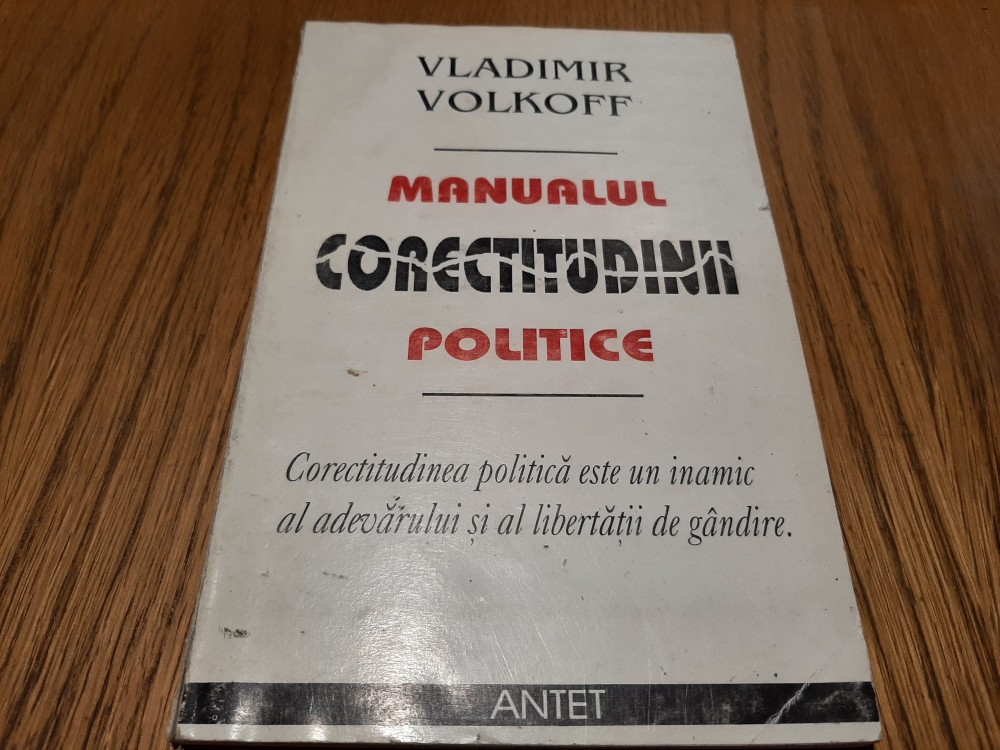 VLADIMIR
VOLKOFF
MANUALUL
CORECTITUDINII
POLITICE
Corectitudinea politică este un inamic
al adevărului și al libertății de gândire.
ANTET